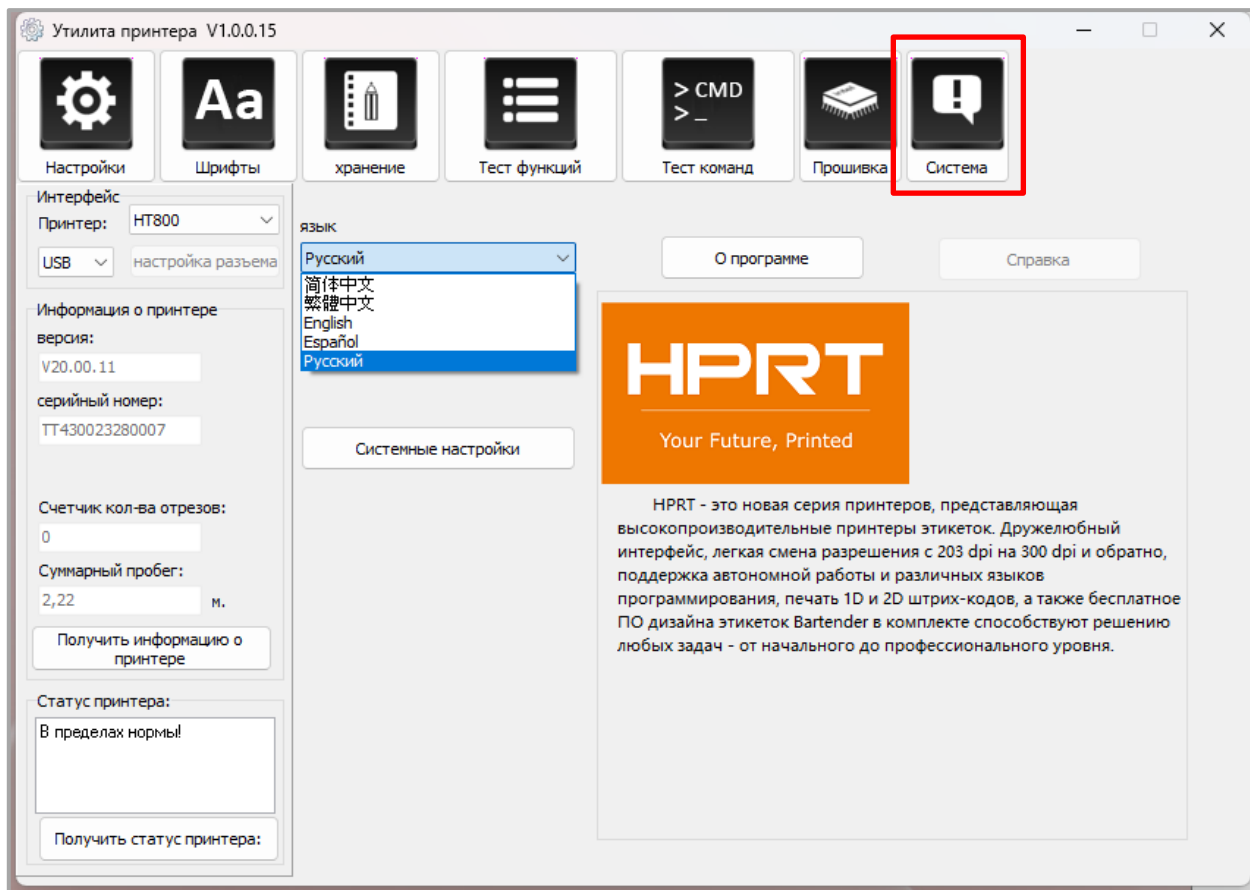 Утилита принтера V1.0.0.15
Aa
> CMD
> _
Настройки
Шрифты
хранение
Тест функций
Тест команд
Прошивка
Система
Интерфейс
Принтер:
HT800
USB
настройка разъема
Информация о принтере
версия:
V20.00.11
серийный номер:
TT430023280007
Счетчик кол-ва отрезов:
0
Суммарный пробег:
2,22
м.
Получить информацию о
принтере
Статус принтера:
В пределах нормы!
Получить статус принтера:
язык
Русский
简体中文
繁體中文
English
Español
Русский
Системные настройки
О программе
Справка
HPRT
Your Future, Printed
HPRT - это новая серия принтеров, представляющая
высокопроизводительные принтеры этикеток. Дружелюбный
интерфейс, легкая смена разрешения с 203 dpi на 300 dpi и обратно,
поддержка автономной работы и различных языков
программирования, печать 1D и 2D штрих-кодов, а также бесплатное
ПО дизайна этикеток Bartender в комплекте способствуют решению
любых задач - от начального до профессионального уровня.